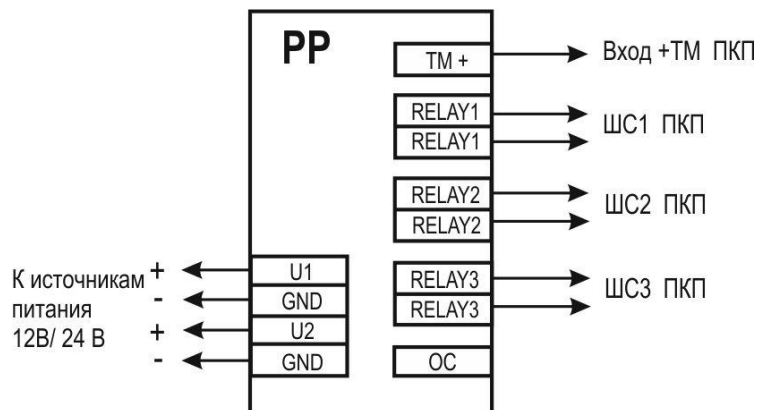 РР
TM +
Вход +ТМ ПКП
RELAY1
RELAY1
ШС1 ПКП
RELAY2
RELAY2
ШС2 ПКП
RELAY3
RELAY3
ШС3 ПКП
OC
К источникам
питания
12В/ 24 В
+
-
+
-
U1
GND
U2
GND